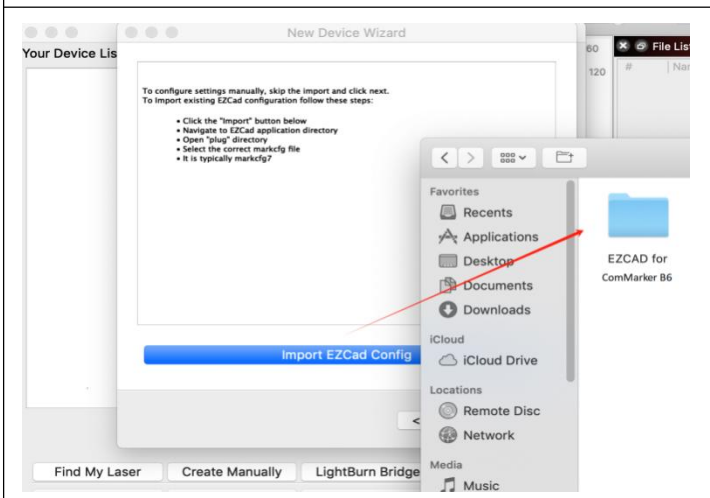 New Device Wizard
Your Device Lis
To configure settings manually, skip the import and click next.
To Import existing EZCad configuration follow these steps:
• Click the "Import" button below
• Navigate to EZCad application directory
• Open "plug" directory
• Select the correct markcfg file
• It is typically markcfg7
Import EZCad Config
<
Find My Laser
Create Manually
LightBurn Bridge
60
120
File Lis
#
Nar
Favorites
Recents
Applications
Desktop
Documents
Downloads
iCloud
iCloud Drive
Locations
Remote Disc
Network
Media
Music
EZCAD for
ComMarker B6